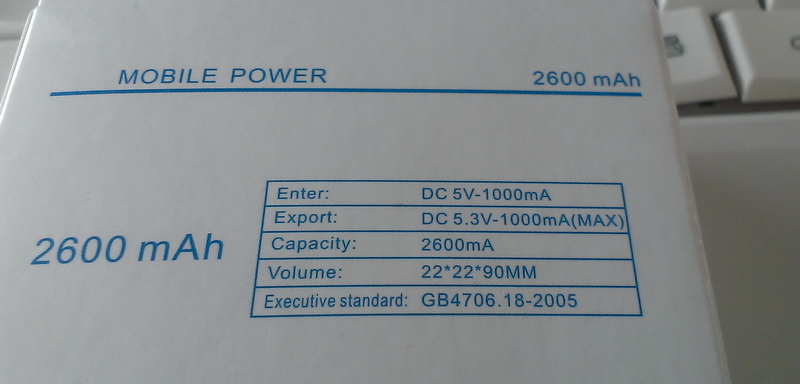 MOBILE POWER 2600 mAh
2600 mAh
Enter: DC 5V-1000mA
Export: DC 5.3V-1000mA(MAX)
Capacity: 2600mA
Volume: 22*22*90MM
Executive standard: GB4706.18-2005